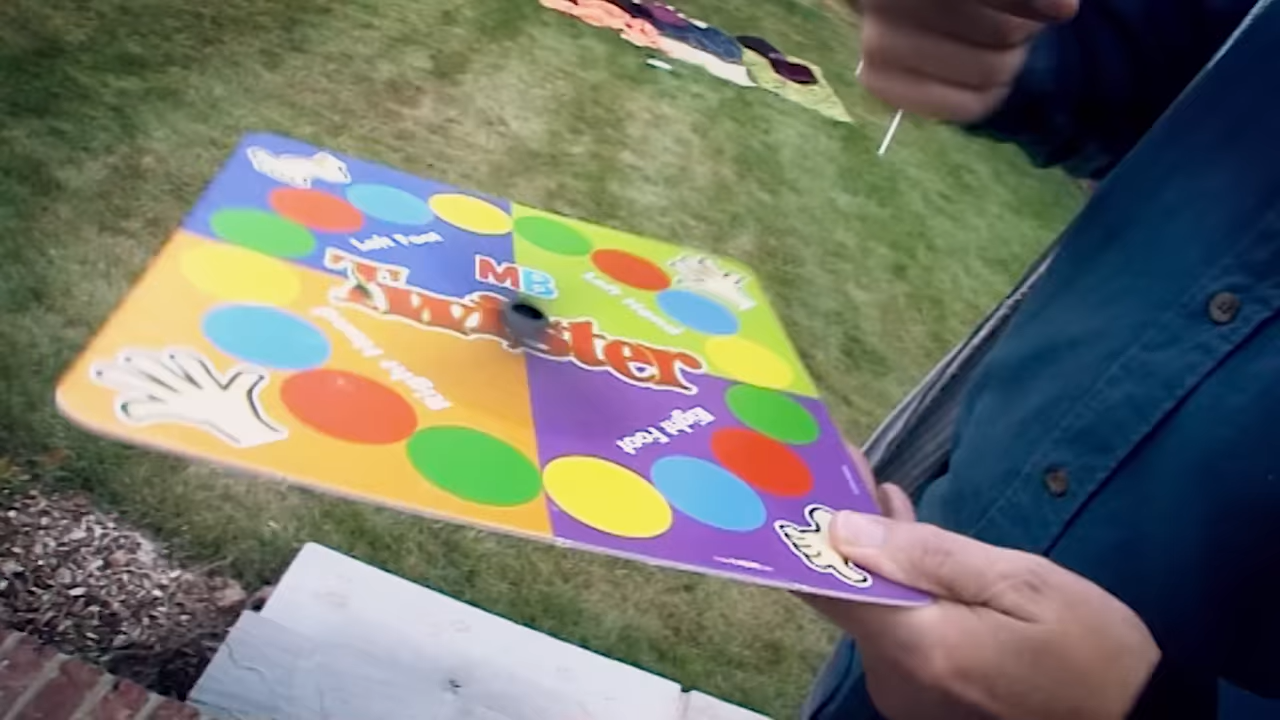 Left Foot
MB
Left Hand
Twister
Right Hand
Right Foot